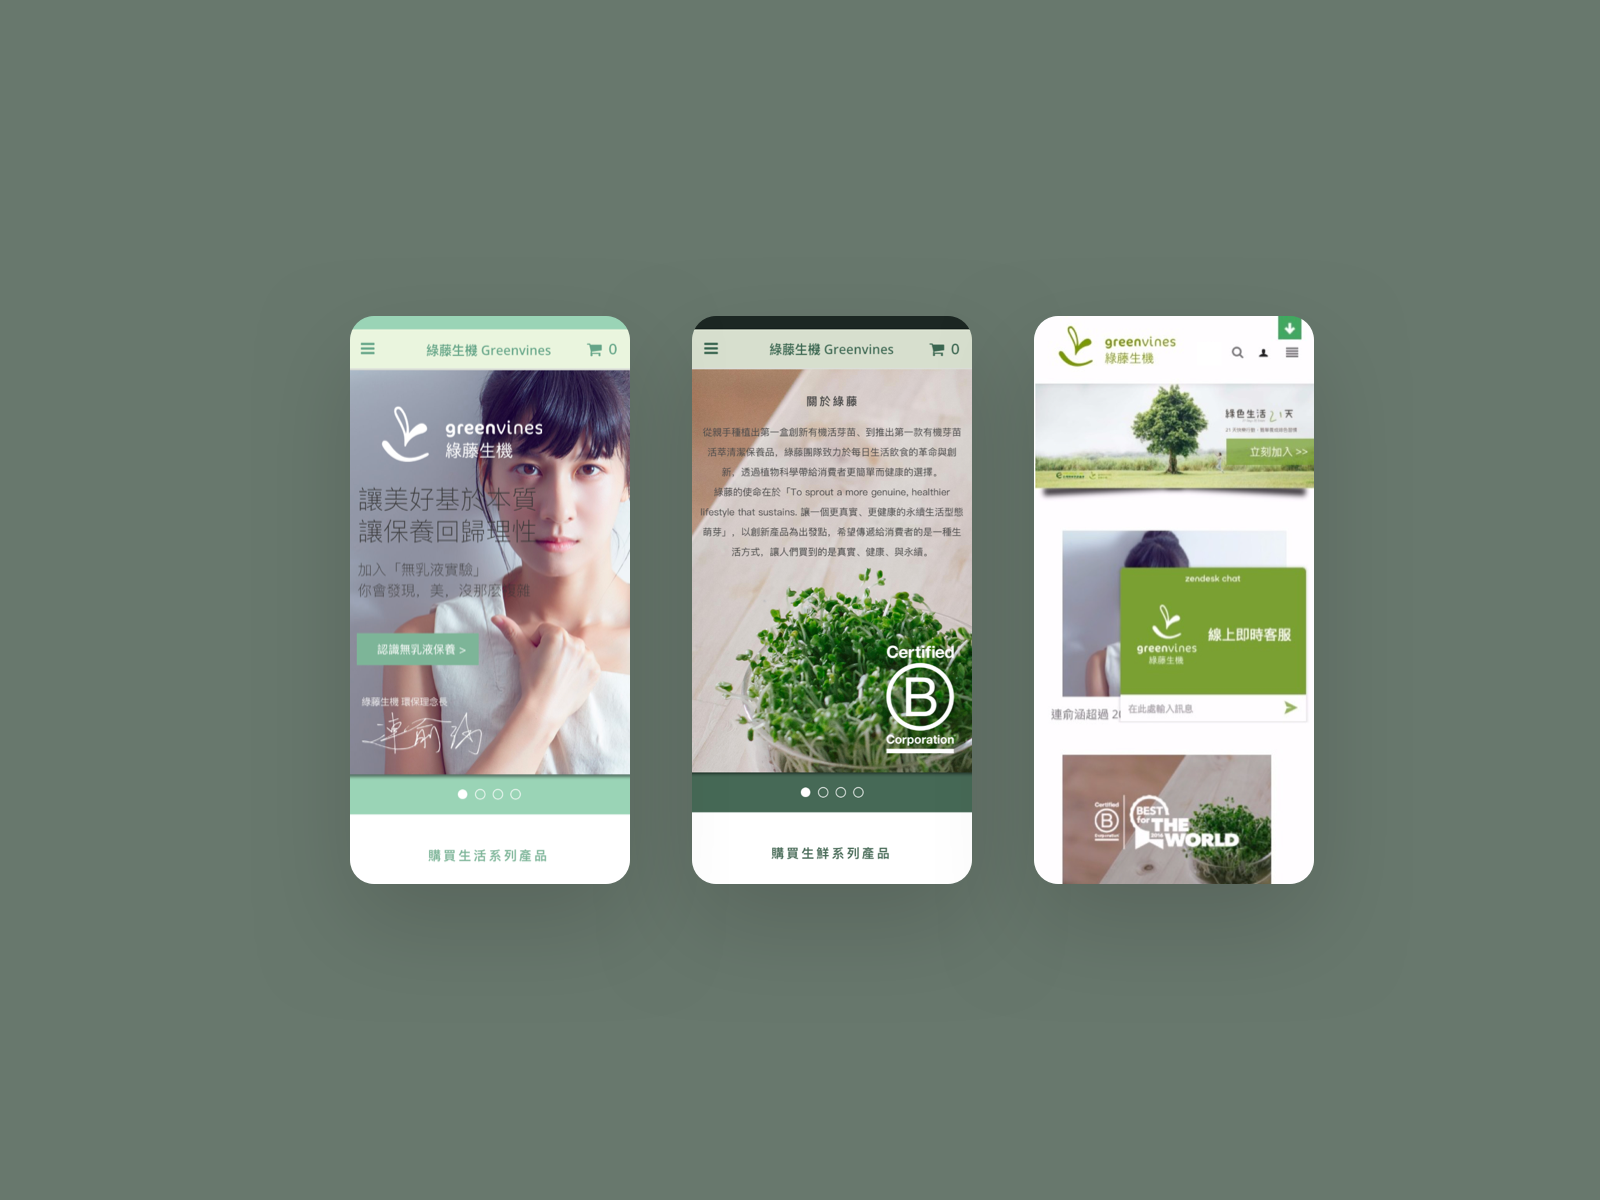 綠藤生機 Greenvines
0
greenvines
綠藤生機
讓美好基於本質
讓保養回歸理性
加入「無乳液實驗」
你會發現，美，沒那麼複雜
認識無乳液保養 >
綠藤生機 環保理念長
連俞涵
購買生活系列產品
綠藤生機 Greenvines
0
關於綠藤
從親手種植出第一盒創新有機活芽苗、到推出第一款有機芽苗
活萃清潔保養品，綠藤團隊致力於每日生活飲食的革命與創
新，透過植物科學帶給消費者更簡單而健康的選擇。
綠藤的使命在於「To sprout a more genuine, healthier
lifestyle that sustains. 讓一個更真實、更健康的永續生活型態
萌芽」，以創新產品為出發點，希望傳遞給消費者的是一種生
活方式，讓人們買到的是真實、健康、與永續。
Certified
B
Corporation
購買生鮮系列產品
greenvines
綠藤生機
綠色生活21天
立刻加入 >>
zendesk chat
greenvines
綠藤生機
線上即時客服
在此處輸入訊息
連俞涵超過 20
Certified
B
Corporation
BEST
for THE
2016 WORLD